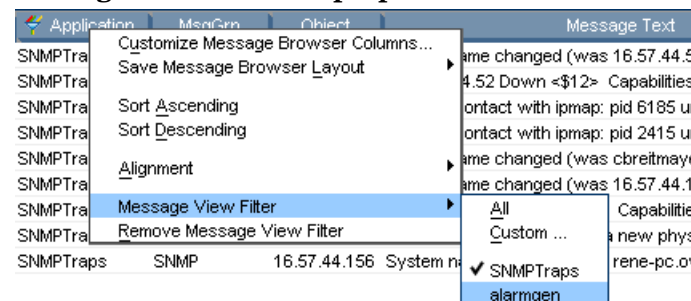 Application MsgGrp Object Message Text
Customize Message Browser Columns...
Save Message Browser Layout
Sort Ascending
Sort Descending
Alignment
Message View Filter
Remove Message View Filter
All
Custom ...
✔ SNMPTraps
alarmgen
SNMPTra ame changed (was 16.57.44.5
SNMPTra 4.52 Down <$12> Capabilities
SNMPTra ontact with ipmap: pid 6185 u
SNMPTra ontact with ipmap: pid 2415 u
SNMPTra ame changed (was cbreitmaye
SNMPTra ame changed (was 16.57.44.1
SNMPTra Capabilitie
SNMPTra a new phys
SNMPTraps SNMP 16.57.44.156 System n rene-pc.ov